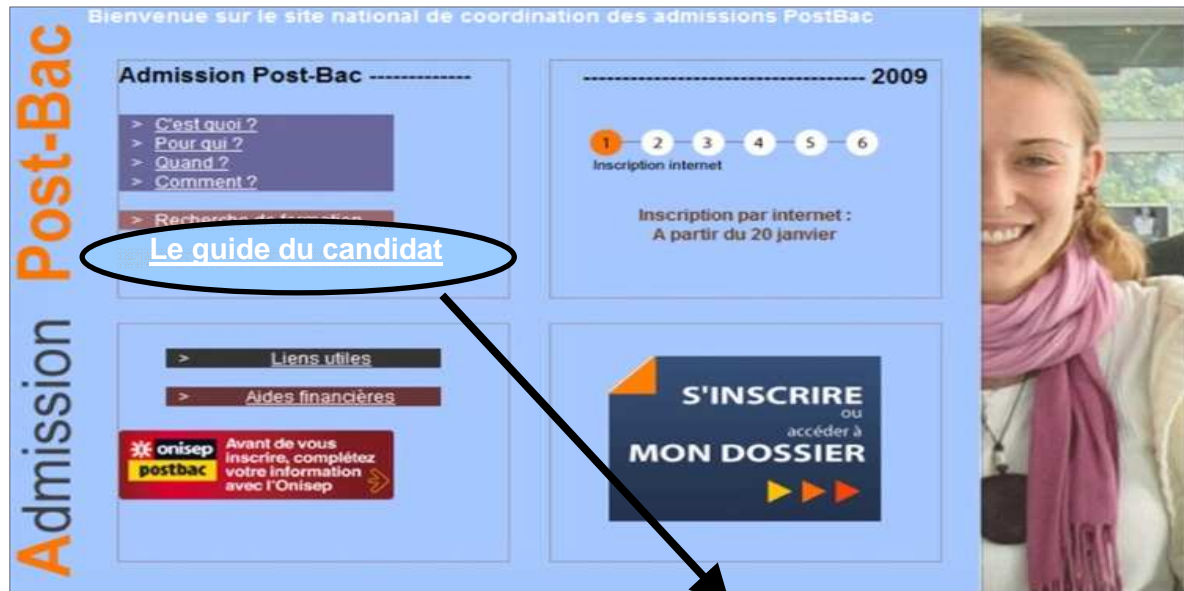 Bienvenue sur le site national de coordination des admissions PostBac
Admission Post-Bac
Admission Post-Bac -------------
> C'est quoi ?
> Pour qui ?
> Quand ?
> Comment ?
> Recherche de formation
Le guide du candidat
----------------------------------- 2009
1 2 3 4 5 6
Inscription internet
Inscription par internet :
A partir du 20 janvier
> Liens utiles
> Aides financières
onisep
postbac
Avant de vous
inscrire, complétez
votre information
avec l'Onisep
S'INSCRIRE
ou
accéder à
MON DOSSIER